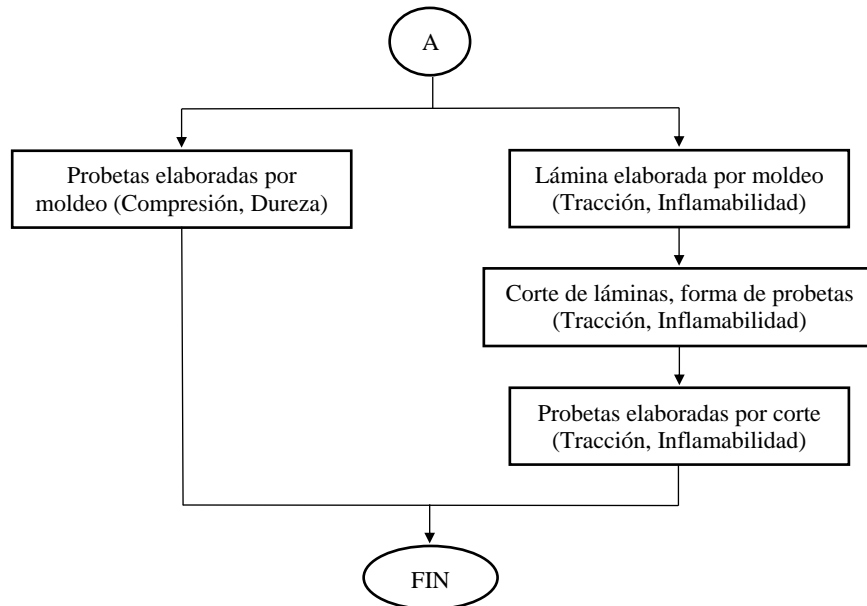 A
Probetas elaboradas por
moldeo (Compresión, Dureza)
Lámina elaborada por moldeo
(Tracción, Inflamabilidad)
Corte de láminas, forma de probetas
(Tracción, Inflamabilidad)
Probetas elaboradas por corte
(Tracción, Inflamabilidad)
FIN